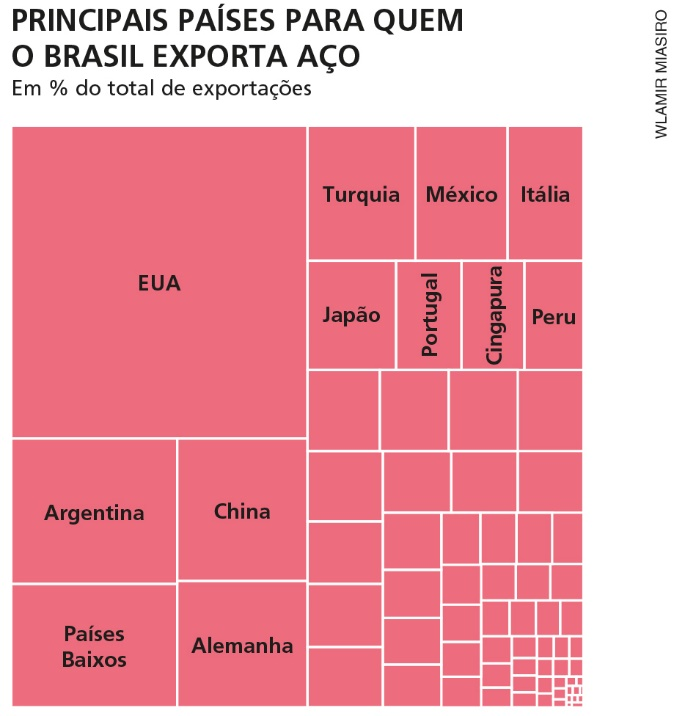 PRINCIPAIS PAÍSES PARA QUEM
O BRASIL EXPORTA AÇO
Em % do total de exportações
WLAMIR MIASIRO
EUA
Turquia
México
Itália
Japão
Portugal
Cingapura
Peru
Argentina
China
Países
Baixos
Alemanha